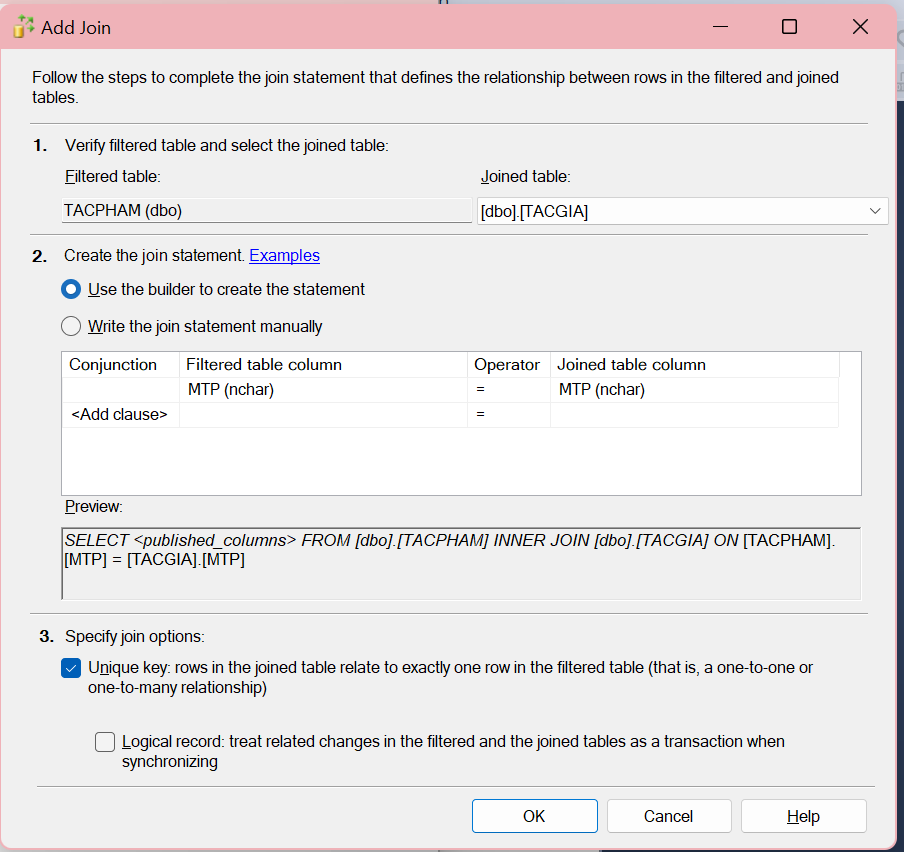 Add Join
Follow the steps to complete the join statement that defines the relationship between rows in the filtered and joined
tables.
1. Verify filtered table and select the joined table:
Filtered table:
Joined table:
TACPHAM (dbo)
[dbo].[TACGIA]
2. Create the join statement. Examples
Use the builder to create the statement
Write the join statement manually
Conjunction Filtered table column Operator Joined table column
MTP (nchar) = MTP (nchar)
<Add clause> =
Preview:
SELECT <published_columns> FROM [dbo].[TACPHAM] INNER JOIN [dbo].[TACGIA] ON [TACPHAM].
[MTP] = [TACGIA].[MTP]
3. Specify join options:
Unique key: rows in the joined table relate to exactly one row in the filtered table (that is, a one-to-one or
one-to-many relationship)
Logical record: treat related changes in the filtered and the joined tables as a transaction when
synchronizing
OK Cancel Help